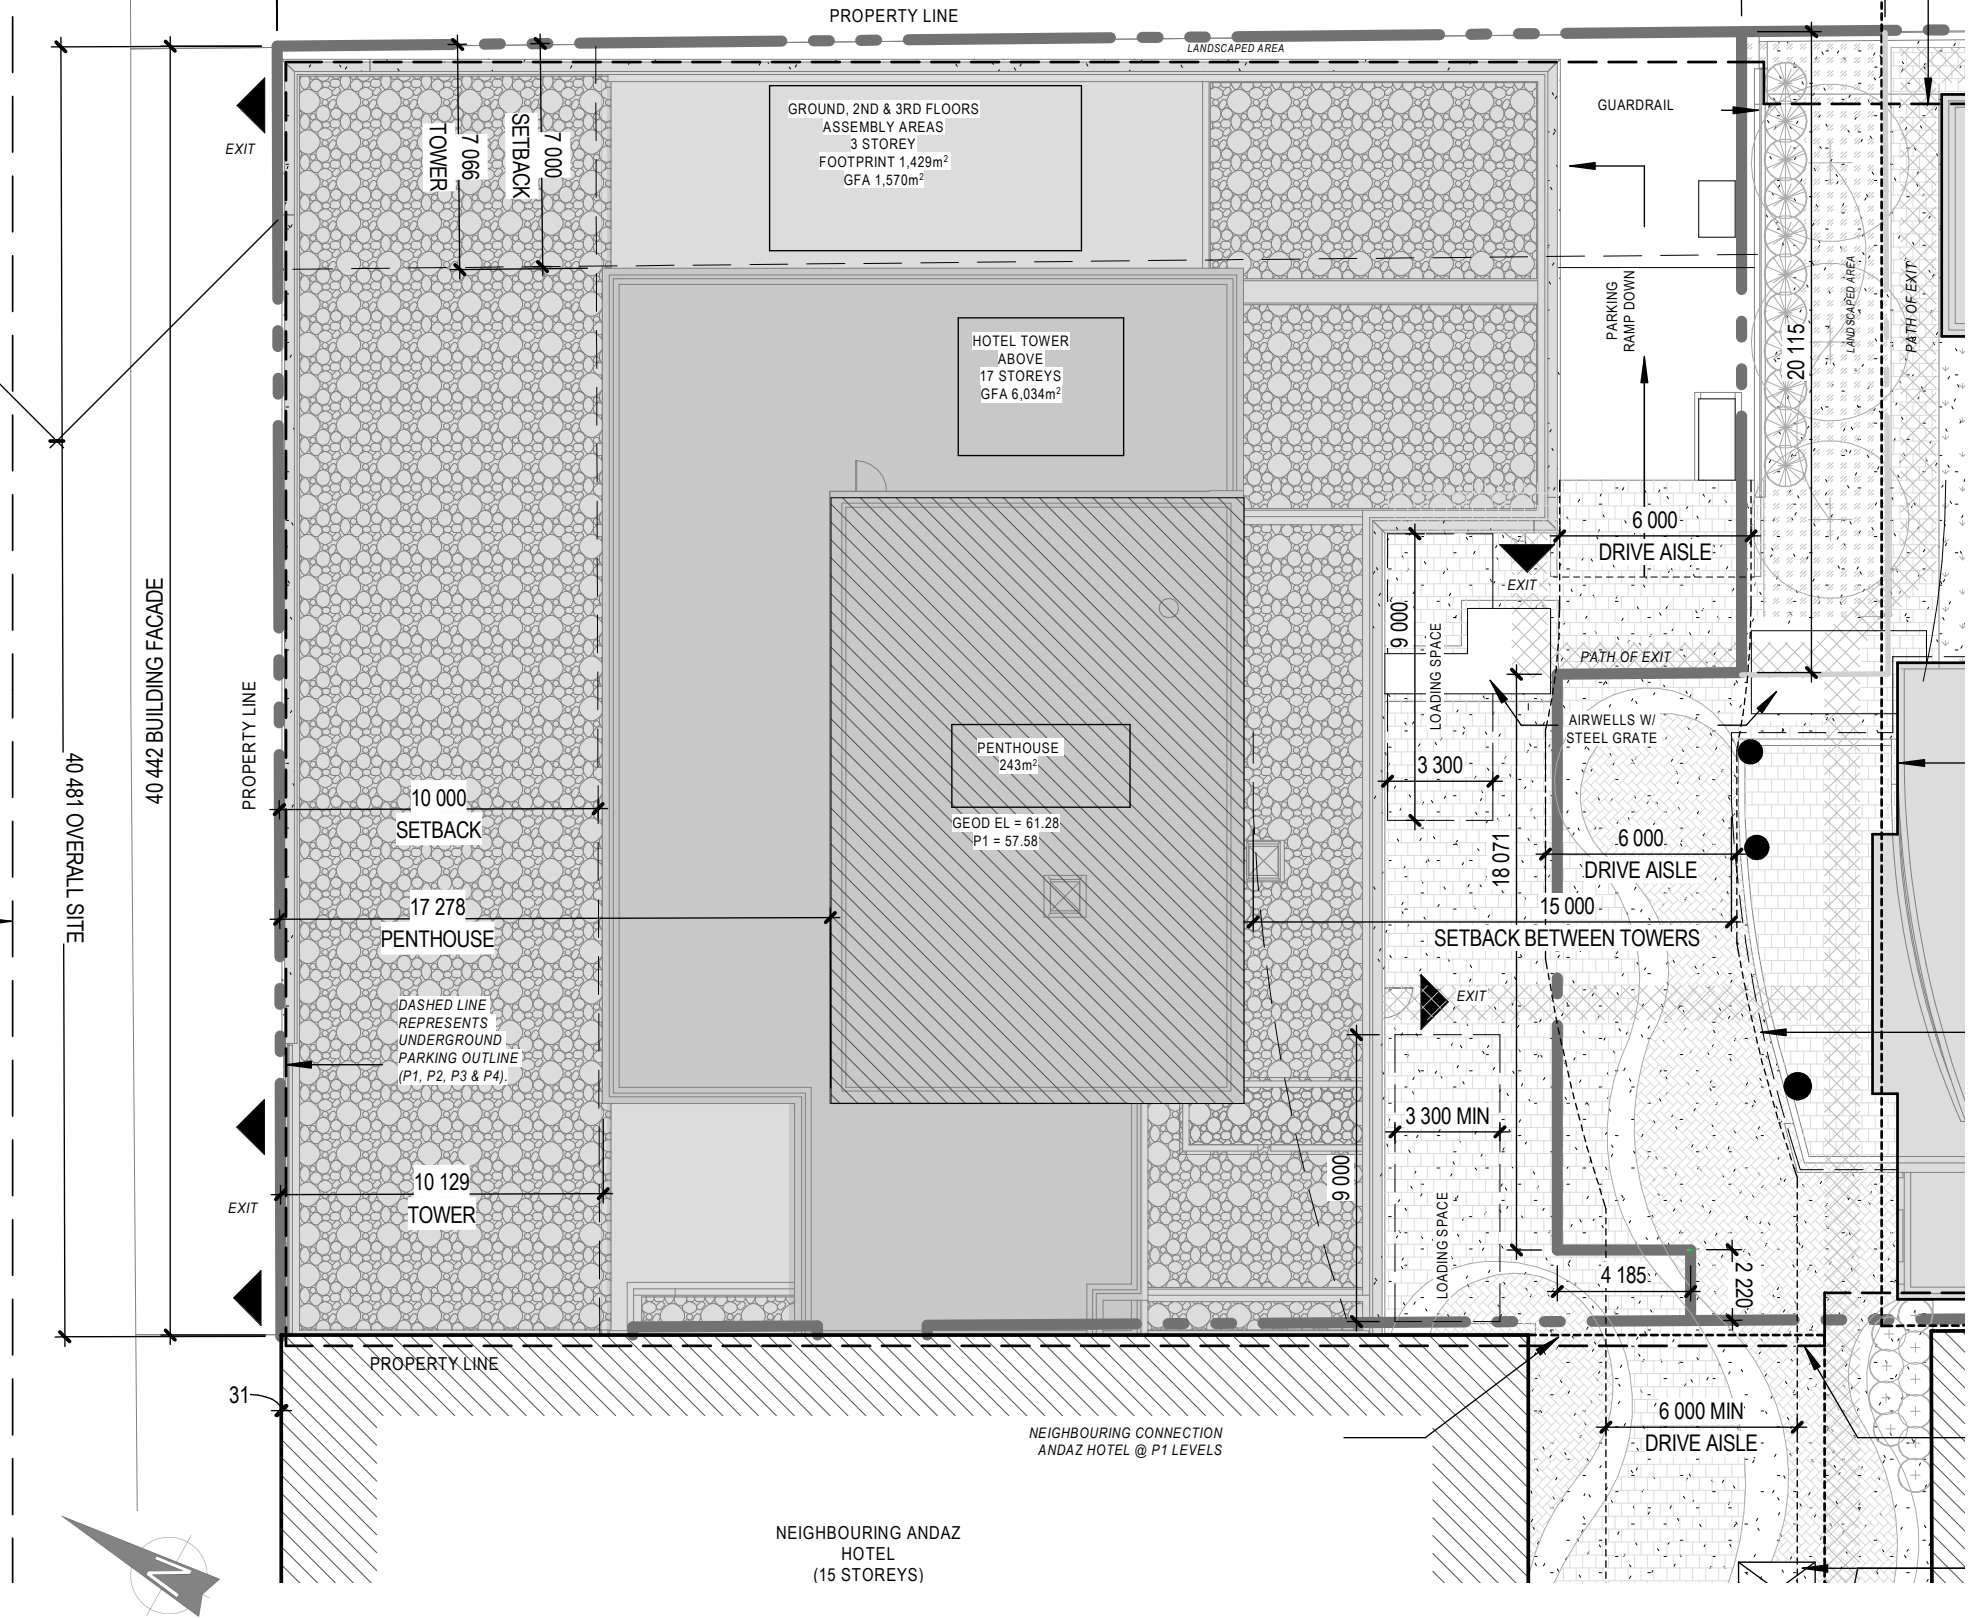 PROPERTY LINE
LANDSCAPED AREA
EXIT
7 066
TOWER
7 000
SETBACK
GROUND, 2ND & 3RD FLOORS
ASSEMBLY AREAS
3 STOREY
FOOTPRINT 1,429m²
GFA 1,570m²
GUARDRAIL
HOTEL TOWER
ABOVE
17 STOREYS
GFA 6,034m²
PARKING
RAMP DOWN
20 115
LANDSCAPED AREA
PATH OF EXIT
6 000
DRIVE AISLE
EXIT
9 000
LOADING SPACE
PATH OF EXIT
40 442 BUILDING FACADE
40 481 OVERALL SITE
PROPERTY LINE
AIRWELLS W/
STEEL GRATE
3 300
PENTHOUSE
243m²
GEOD EL = 61.28
P1 = 57.58
10 000
SETBACK
18 071
6 000
DRIVE AISLE
17 278
PENTHOUSE
15 000
SETBACK BETWEEN TOWERS
DASHED LINE
REPRESENTS
UNDERGROUND
PARKING OUTLINE
(P1, P2, P3 & P4).
EXIT
3 300 MIN
9 000
LOADING SPACE
10 129
TOWER
EXIT
4 185
2 220
PROPERTY LINE
31
NEIGHBOURING CONNECTION
ANDAZ HOTEL @ P1 LEVELS
6 000 MIN
DRIVE AISLE
NEIGHBOURING ANDAZ
HOTEL
(15 STOREYS)
N